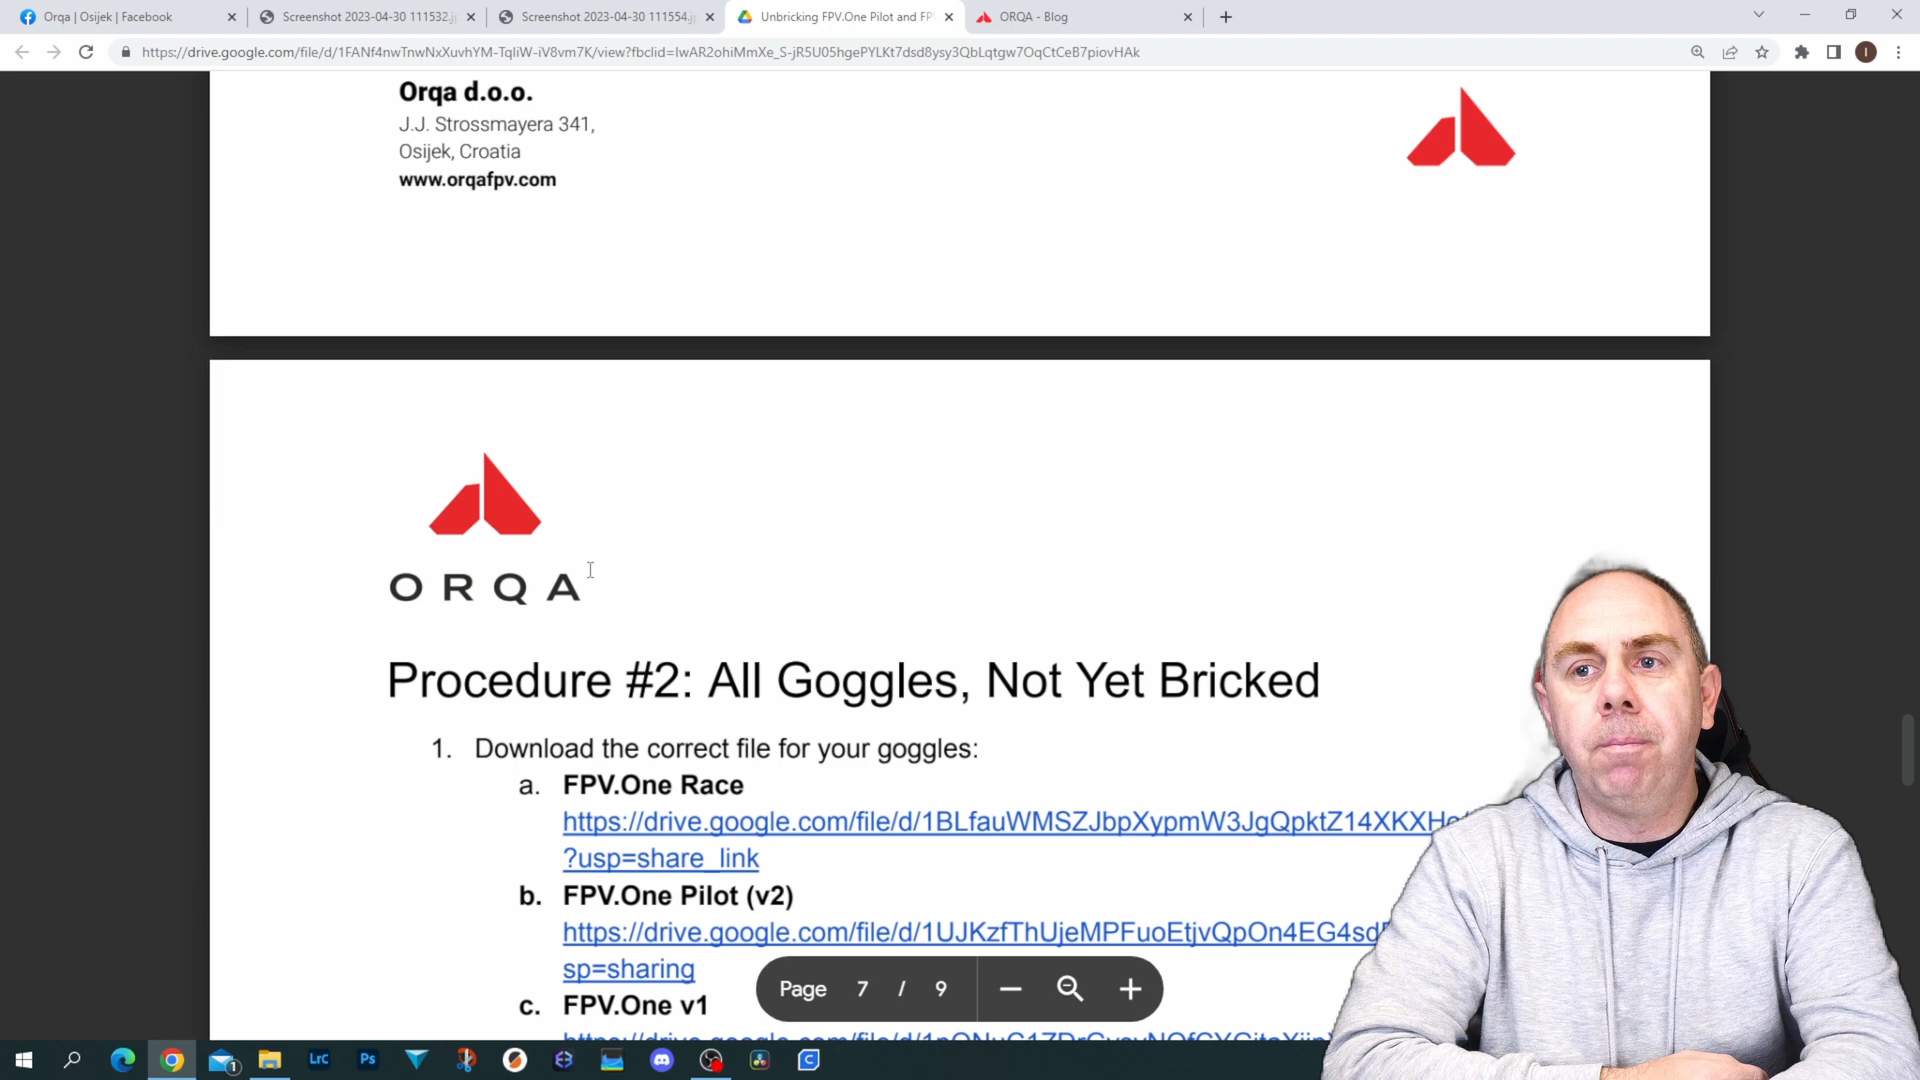 Orqa | Osijek | Facebook
Screenshot 2023-04-30 111532.j
Screenshot 2023-04-30 111554.j
Unbricking FPV.One Pilot and FP
ORQA - Blog
https://drive.google.com/file/d/1FANf4nwTnwNxXuvhYM-TqliW-iV8vm7K/view?fbclid=IwAR2ohiMmXe_S-jR5U05hgePYLKt7dsd8ysy3QbLqtgw7OqCtCeB7piovHAk
I
Orqa d.o.o.
J.J. Strossmayera 341,
Osijek, Croatia
www.orqafpv.com
ORQA
Procedure #2: All Goggles, Not Yet Bricked
1. Download the correct file for your goggles:
a. FPV.One Race
https://drive.google.com/file/d/1BLfauWMSZJbpXypmW3JgQpktZ14XKXHe/
?usp=share_link
b. FPV.One Pilot (v2)
https://drive.google.com/file/d/1UJKzfThUjeMPFuoEtjvQpOn4EG4sd
sp=sharing
c. FPV.One v1
Page 7 / 9
Lrc
Ps
1